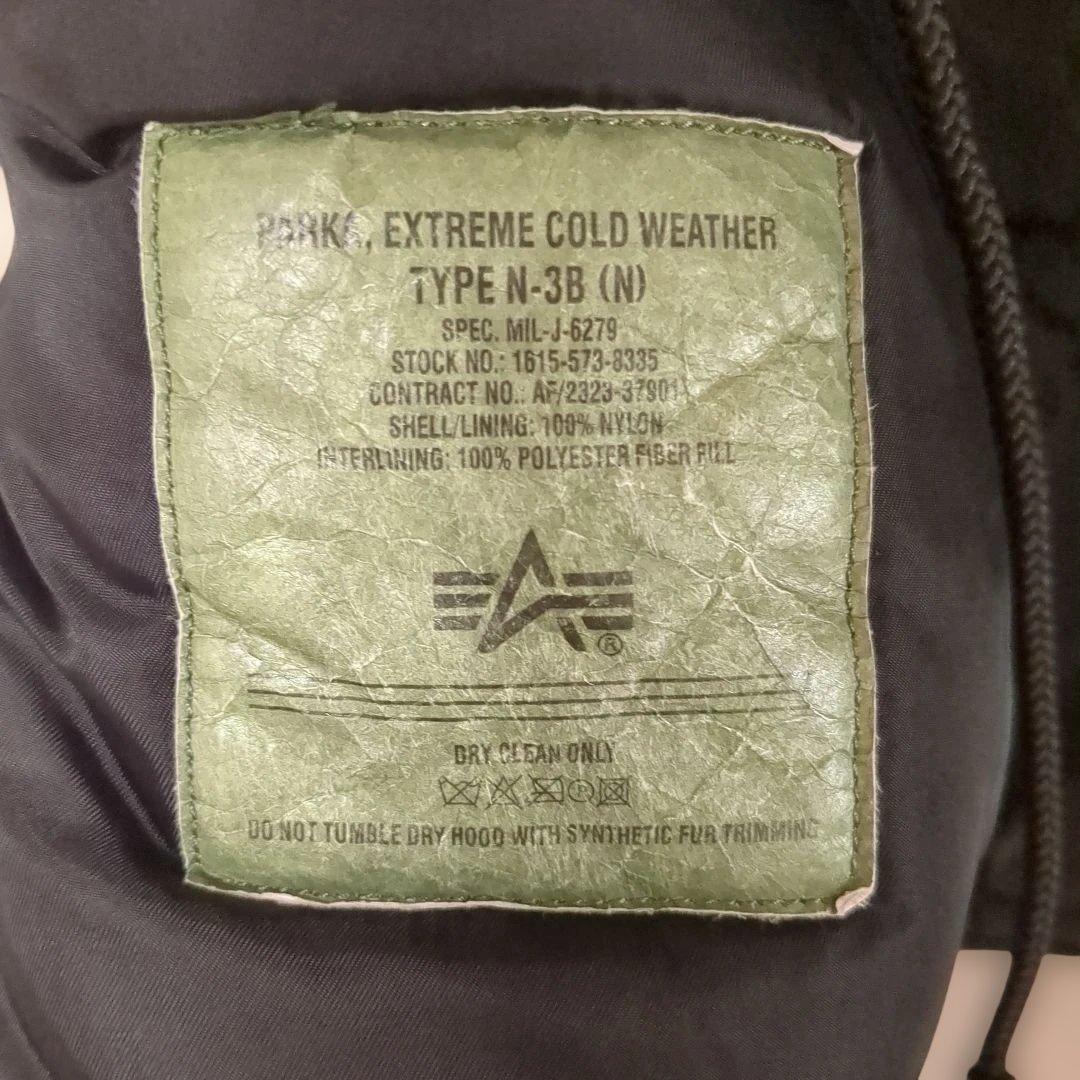 PARKA, EXTREME COLD WEATHER
TYPE N-3B (N)
SPEC. MIL-J-6279
STOCK NO.: 1615-573-8335
CONTRACT NO.: AF/2323-37901
SHELL/LINING: 100% NYLON
INTERLINING: 100% POLYESTER FIBER FILL
®
DRY CLEAN ONLY
DO NOT TUMBLE DRY HOOD WITH SYNTHETIC FUR TRIMMING